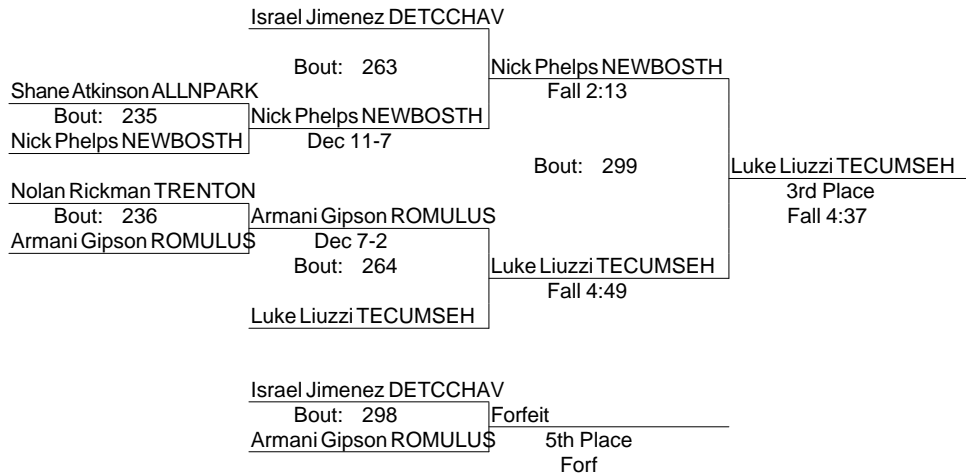 Israel Jimenez DETCCHAV
Bout: 263
Nick Phelps NEWBOSTH
Fall 2:13
Shane Atkinson ALLNPARK
Bout: 235
Nick Phelps NEWBOSTH
Nick Phelps NEWBOSTH
Dec 11-7
Bout: 299
Luke Liuzzi TECUMSEH
3rd Place
Fall 4:37
Nolan Rickman TRENTON
Bout: 236
Armani Gipson ROMULUS
Armani Gipson ROMULUS
Dec 7-2
Bout: 264
Luke Liuzzi TECUMSEH
Fall 4:49
Luke Liuzzi TECUMSEH
Israel Jimenez DETCCHAV
Bout: 298
Armani Gipson ROMULUS
Forfeit
5th Place
Forf